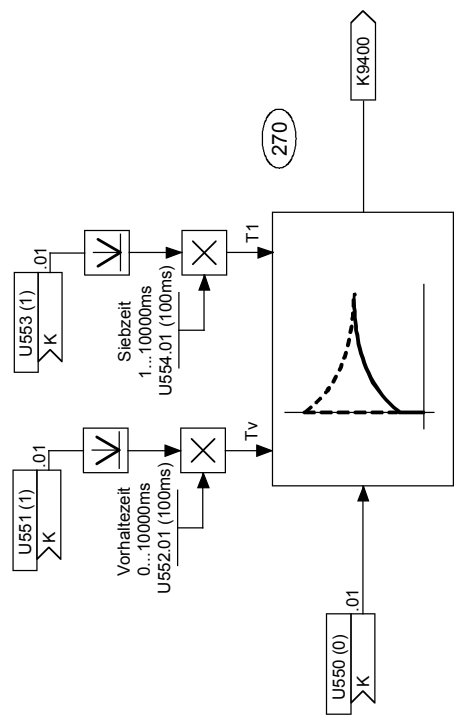 U553 (1)
K
.01
Siebzeit
1...10000ms
U554.01 (100ms)
T1
270
K9400
U551 (1)
K
.01
Vorhaltezeit
0...10000ms
U552.01 (100ms)
Tv
U550 (0)
K
.01